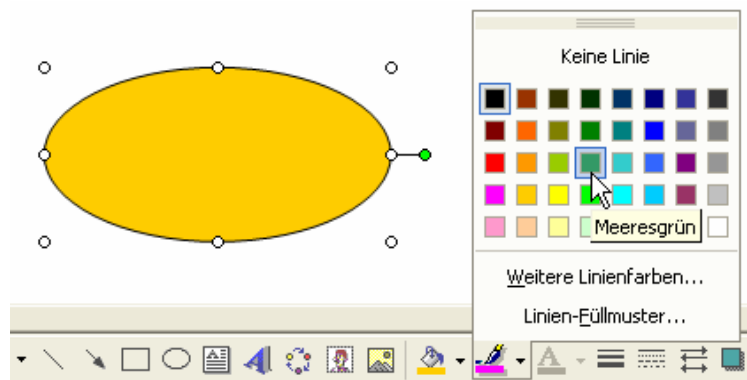 Keine Linie
Meeresgrün
Weitere Linienfarben...
Linien-Füllmuster...